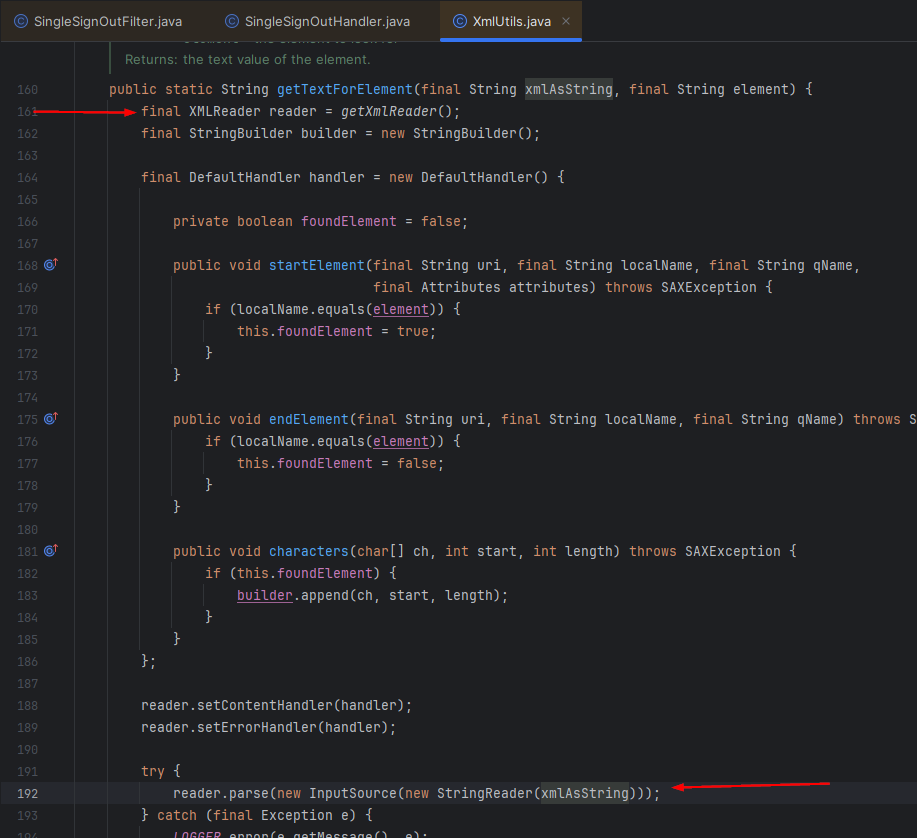 SingleSignOutFilter.java SingleSignOutHandler.java XmlUtils.java
Returns: the text value of the element.
160 public static String getTextForElement(final String xmlAsString, final String element) {
161 final XMLReader reader = getXmlReader();
162 final StringBuilder builder = new StringBuilder();
163
164 final DefaultHandler handler = new DefaultHandler() {
165
166 private boolean foundElement = false;
167
168 public void startElement(final String uri, final String localName, final String qName,
169 final Attributes attributes) throws SAXException {
170 if (localName.equals(element)) {
171 this.foundElement = true;
172 }
173 }
174
175 public void endElement(final String uri, final String localName, final String qName) throws S
176 if (localName.equals(element)) {
177 this.foundElement = false;
178 }
179 }
180
181 public void characters(char[] ch, int start, int length) throws SAXException {
182 if (this.foundElement) {
183 builder.append(ch, start, length);
184 }
185 }
186 };
187
188 reader.setContentHandler(handler);
189 reader.setErrorHandler(handler);
190
191 try {
192 reader.parse(new InputSource(new StringReader(xmlAsString)));
193 } catch (final Exception e) {
194 LOGGER.error(e.getMessage(), e);